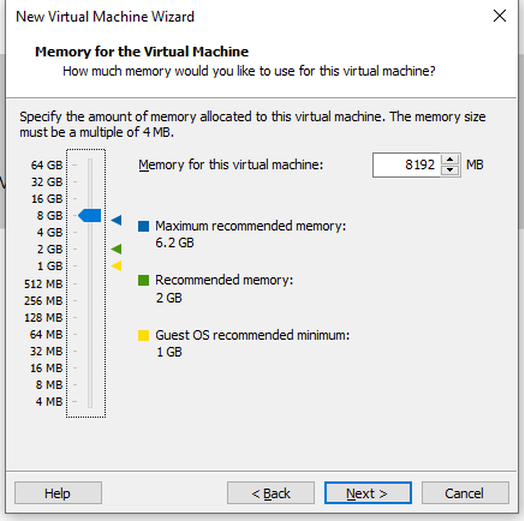 New Virtual Machine Wizard
Memory for the Virtual Machine
How much memory would you like to use for this virtual machine?
Specify the amount of memory allocated to this virtual machine. The memory size
must be a multiple of 4 MB.
Memory for this virtual machine: 8192 MB
64 GB
32 GB
16 GB
8 GB
4 GB
2 GB
1 GB
512 MB
256 MB
128 MB
64 MB
32 MB
16 MB
8 MB
4 MB
Maximum recommended memory:
6.2 GB
Recommended memory:
2 GB
Guest OS recommended minimum:
1 GB
Help < Back Next > Cancel